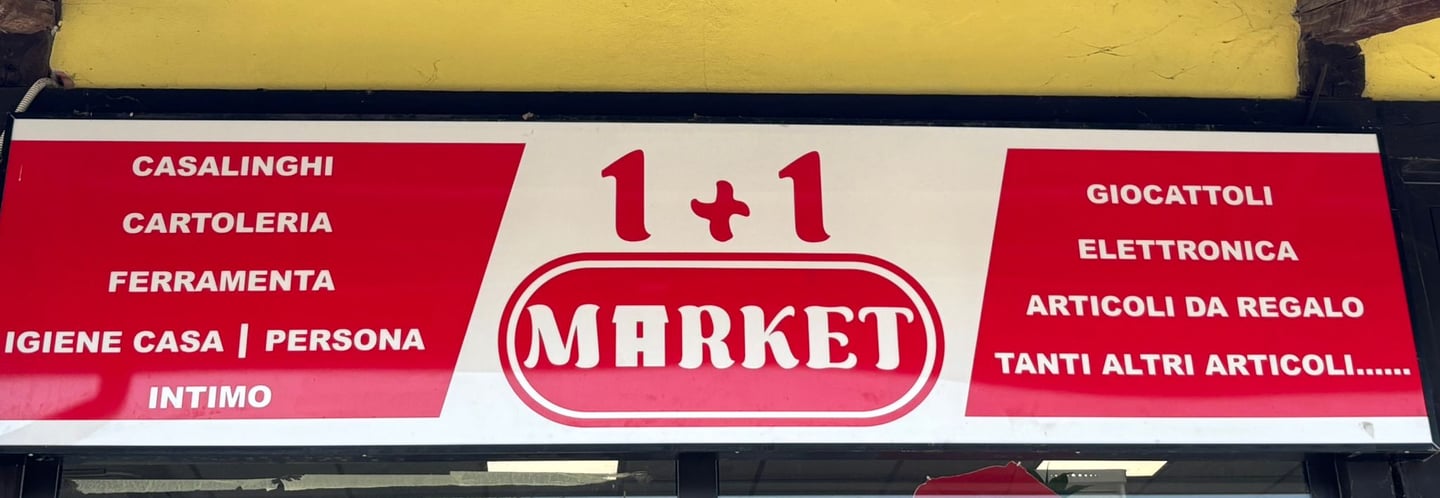 CASALINGHI
CARTOLERIA
FERRAMENTA
IGIENE CASA | PERSONA
INTIMO
1+1
MARKET
GIOCATTOLI
ELETTRONICA
ARTICOLI DA REGALO
TANTI ALTRI ARTICOLI......